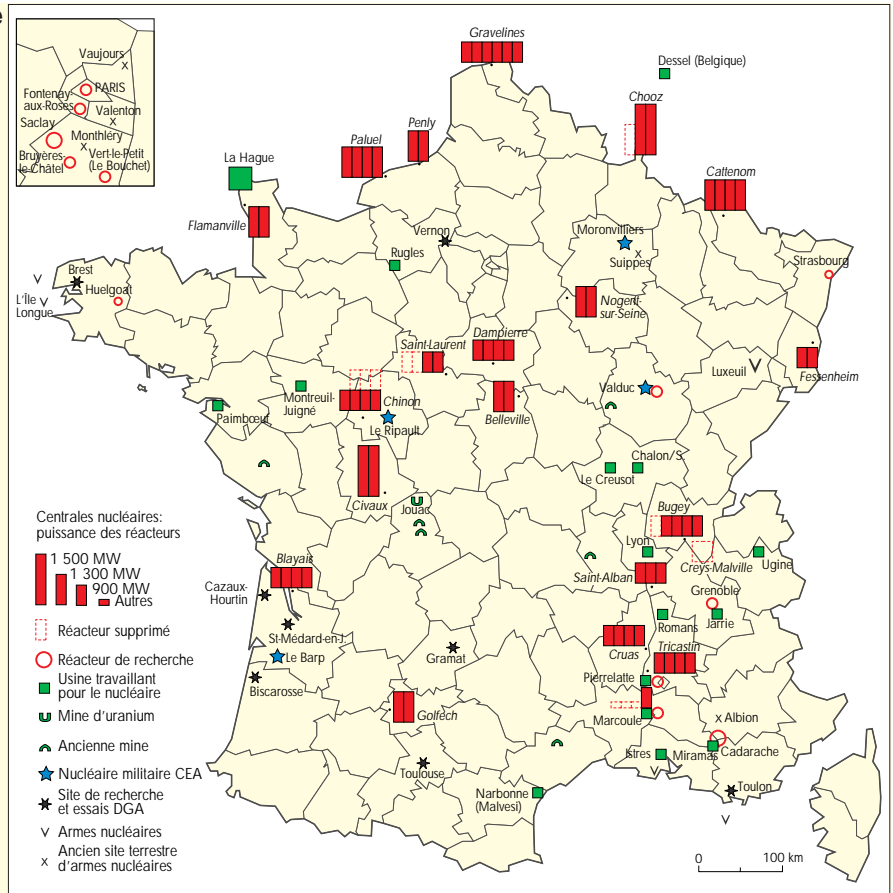 e
Vaujours
Fontenay-
aux-Roses
PARIS
Valenton
Saclay
Monthléry
Bruyères-
le-Châtel
Vert-le-Petit
(Le Bouchet)
Gravelines
Dessel (Belgique)
Chooz
Penly
Paluel
La Hague
Cattenom
Flamanville
Vernon
Moronvilliers
Suippes
Rugles
Strasbourg
Brest
Huelgoat
L'Île
Longue
Nogent-
sur-Seine
Saint-Laurent
Dampierre
Luxeuil
Fessenheim
Valduc
Montreuil-
Juigné
Chinon
Le Ripault
Belleville
Paimbœuf
Chalon/S.
Le Creusot
Civaux
Jouac
Bugey
Lyon
Creys-Malville
Ugine
Blayais
Saint-Alban
Grenoble
Jarrie
Cazaux-
Hourtin
Romans
St-Médard-en-J.
Le Barp
Gramat
Cruas
Tricastin
Biscarosse
Pierrelatte
Golfech
Marcoule
Albion
Istres
Miramas
Cadarache
Toulouse
Narbonne
(Malvesi)
Toulon
Centrales nucléaires:
puissance des réacteurs
1 500 MW
1 300 MW
900 MW
Autres
Réacteur supprimé
Réacteur de recherche
Usine travaillant
pour le nucléaire
Mine d'uranium
Ancienne mine
Nucléaire militaire CEA
Site de recherche
et essais DGA
Armes nucléaires
Ancien site terrestre
d'armes nucléaires
0 100 km